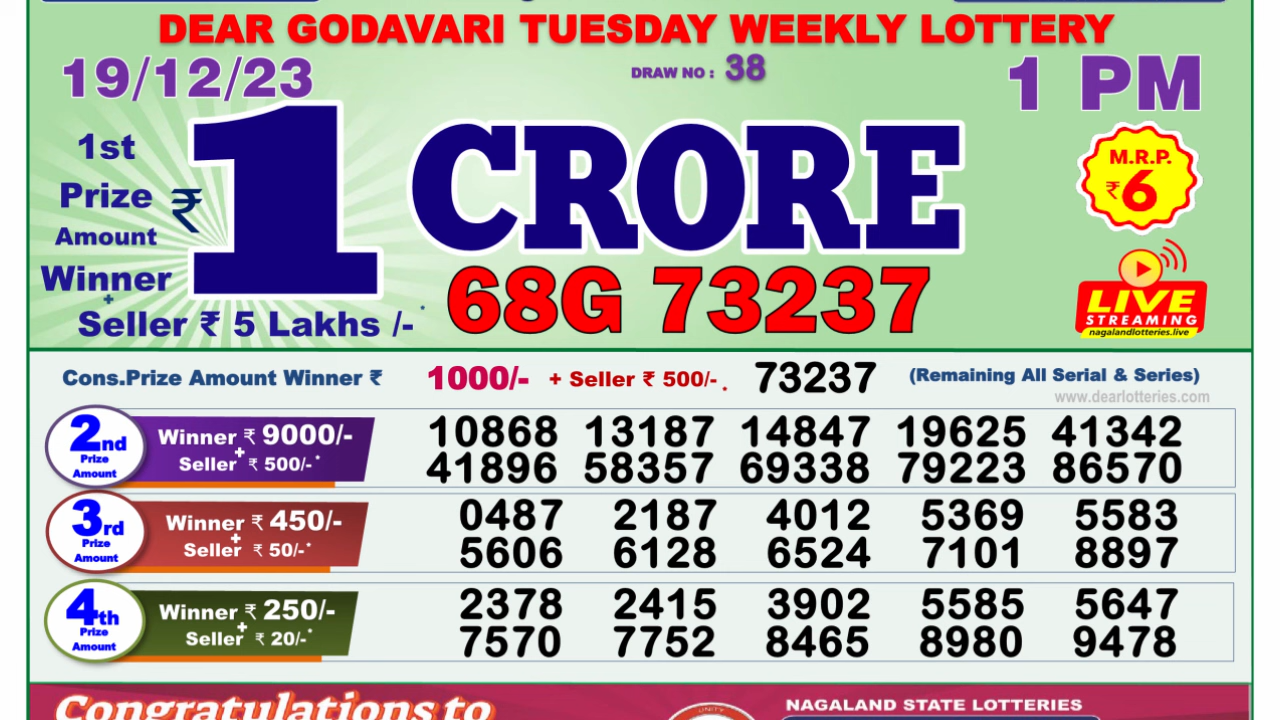 DEAR GODAVARI TUESDAY WEEKLY LOTTERY
19/12/23
DRAW NO : 38
1 PM
1st
Prize
Amount
Winner
+
Seller ₹ 5 Lakhs /- *
₹ 1 CRORE
68G 73237
M.R.P.
₹6
LIVE
STREAMING
nagalandlotteries.live
Cons.Prize Amount Winner ₹ 1000/- + Seller ₹ 500/- . 73237 (Remaining All Serial & Series)
www.dearlotteries.com
2nd
Prize
Amount
Winner ₹ 9000/-
+
Seller ₹ 500/- *
10868 13187 14847 19625 41342
41896 58357 69338 79223 86570
3rd
Prize
Amount
Winner ₹ 450/-
+
Seller ₹ 50/- *
0487 2187 4012 5369 5583
5606 6128 6524 7101 8897
4th
Prize
Amount
Winner ₹ 250/-
+
Seller ₹ 20/- *
2378 2415 3902 5585 5647
7570 7752 8465 8980 9478
Congratulations to
UNITY
NAGALAND STATE LOTTERIES